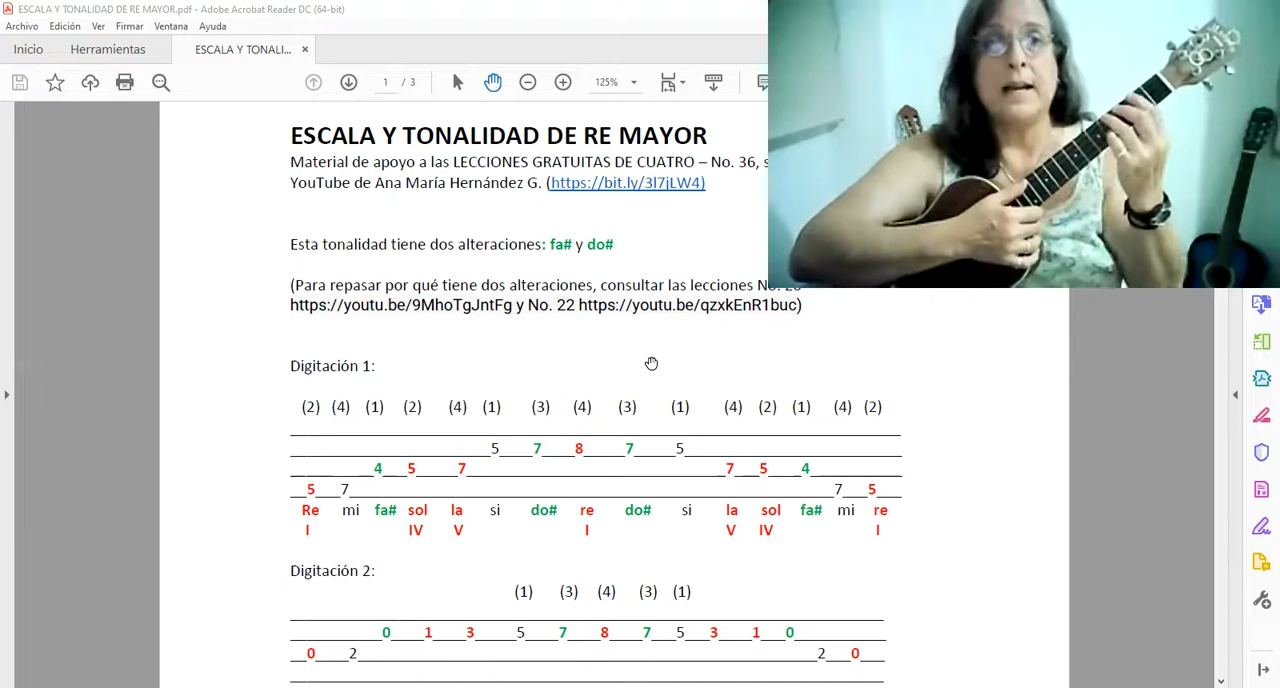 ESCALA Y TONALIDAD DE RE MAYOR.pdf - Adobe Acrobat Reader DC (64-bit)
Archivo Edición Ver Firmar Ventana Ayuda
Inicio Herramientas ESCALA Y TONALI... ×
1 / 3 125%
ESCALA Y TONALIDAD DE RE MAYOR
Material de apoyo a las LECCIONES GRATUITAS DE CUATRO – No. 36,
YouTube de Ana María Hernández G. (https://bit.ly/3l7jLW4)
Esta tonalidad tiene dos alteraciones: fa# y do#
(Para repasar por qué tiene dos alteraciones, consultar las lecciones
https://youtu.be/9MhoTgJntFg y No. 22 https://youtu.be/qzxkEnR1buc)
Digitación 1:
(2) (4) (1) (2) (4) (1) (3) (4) (3) (1) (4) (2) (1) (4) (2)
5 7 8 7 5
4 5 7 7 5 4
5 7 7 5
Re mi fa# sol la si do# re do# si la sol fa# mi re
I IV V I V IV I
Digitación 2:
(1) (3) (4) (3) (1)
0 1 3 5 7 8 7 5 3 1 0
0 2 2 0